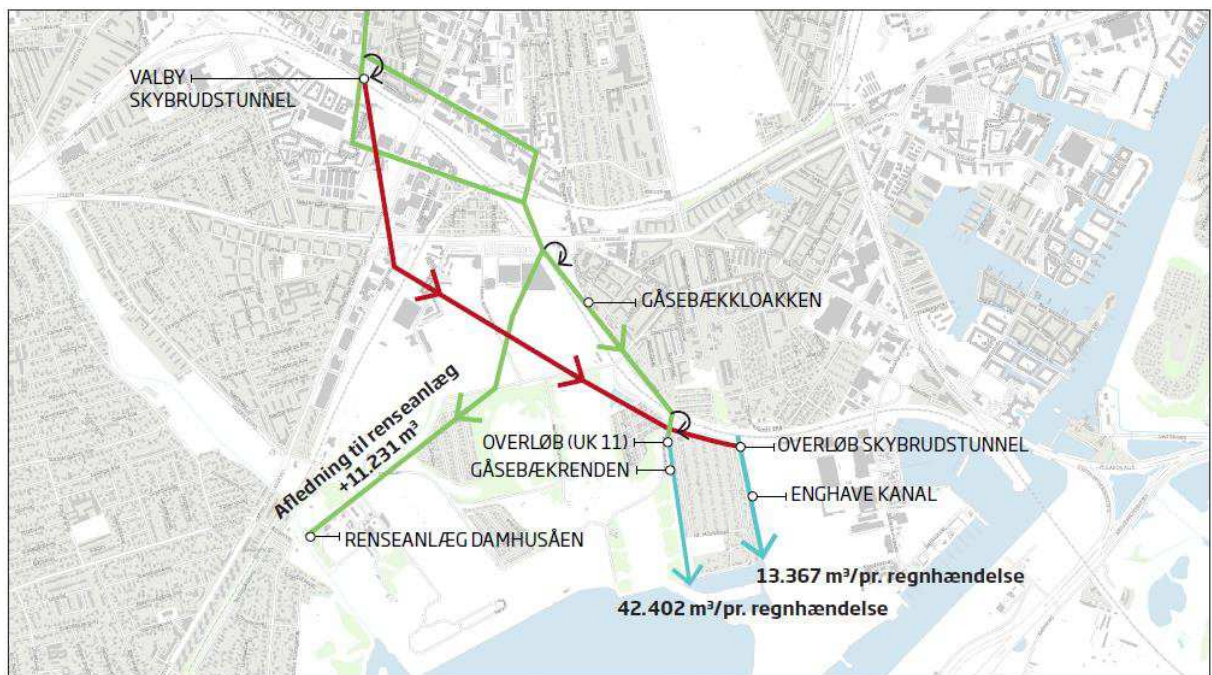 VALBY
SKYBRUDSTUNNEL
GÅSEBÆKKLOAKKEN
Afledning til renseanlæg
+11.231 m³
OVERLØB (UK 11)
OVERLØB SKYBRUDSTUNNEL
GÅSEBÆKRENDEN
ENGHAVE KANAL
RENSEANLÆG DAMHUSÅEN
13.367 m³/pr. regnhændelse
42.402 m³/pr. regnhændelse